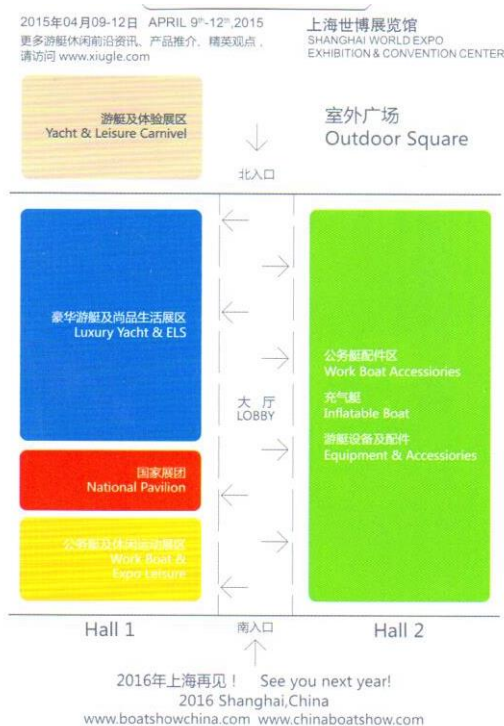 2015年04月09-12日 APRIL 9th-12th,2015
更多游艇休闲前沿资讯、产品推介、精英观点，
请访问 www.xiugle.com
上海世博展览馆
SHANGHAI WORLD EXPO
EXHIBITION & CONVENTION CENTER
游艇及体验展区
Yacht & Leisure Carnivel
室外广场
Outdoor Square
北入口
豪华游艇及尚品生活展区
Luxury Yacht & ELS
大 厅
LOBBY
公务艇配件区
Work Boat Accessiories
充气艇
Inflatable Boat
游艇设备及配件
Equipment & Accessiories
国家展团
National Pavilion
公务艇及休闲运动展区
Work Boat &
Expo Leisure
Hall 1
南入口
Hall 2
2016年上海再见！ See you next year!
2016 Shanghai,China
www.boatshowchina.com www.chinaboatshow.com